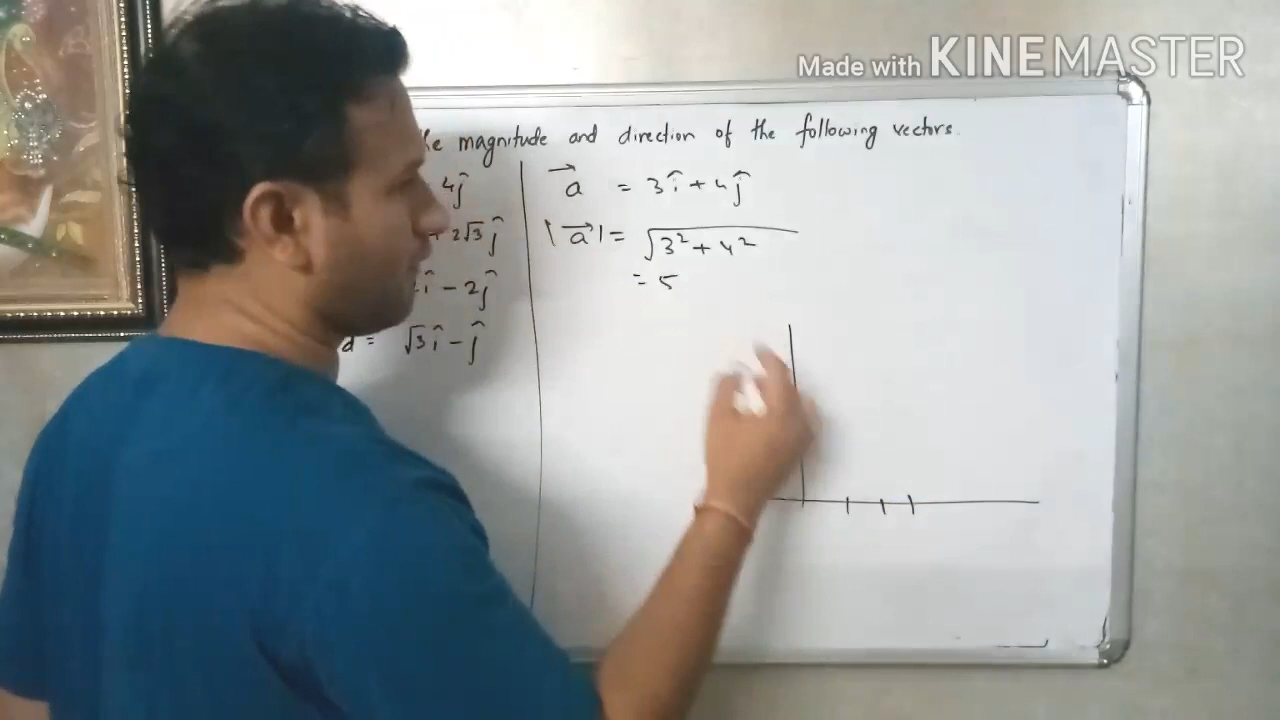 Made with KINEMASTER
magnitude and direction of the following vectors.
4ĵ
+ 2√3 ĵ
î - 2ĵ
d = √3 î - ĵ
a⃗ = 3î + 4ĵ
|a⃗| = √3² + 4²
= 5